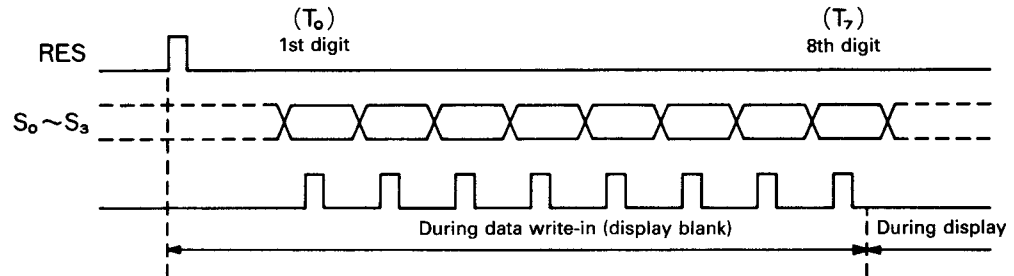 (T₀)
1st digit
(T₇)
8th digit
RES
S₀~S₃
During data write-in (display blank)
During display